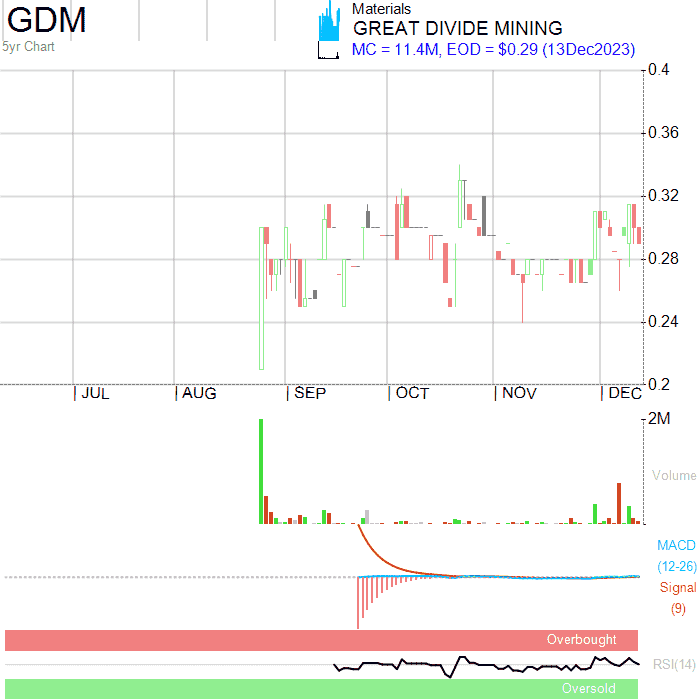 GDM
5yr Chart
Materials
GREAT DIVIDE MINING
MC = 11.4M, EOD = $0.29 (13Dec2023)
0.4
0.36
0.32
0.28
0.24
0.2
JUL
AUG
SEP
OCT
NOV
DEC
2M
Volume
MACD
(12-26)
Signal
(9)
Overbought
RSI(14)
Oversold